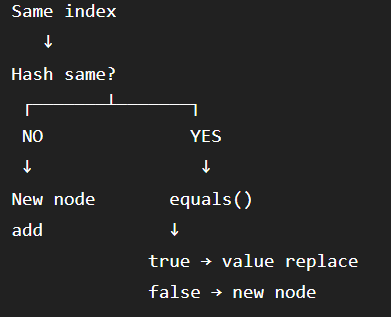 Same index
↓
Hash same?
NO YES
↓ ↓
New node equals()
add ↓
true → value replace
false → new node